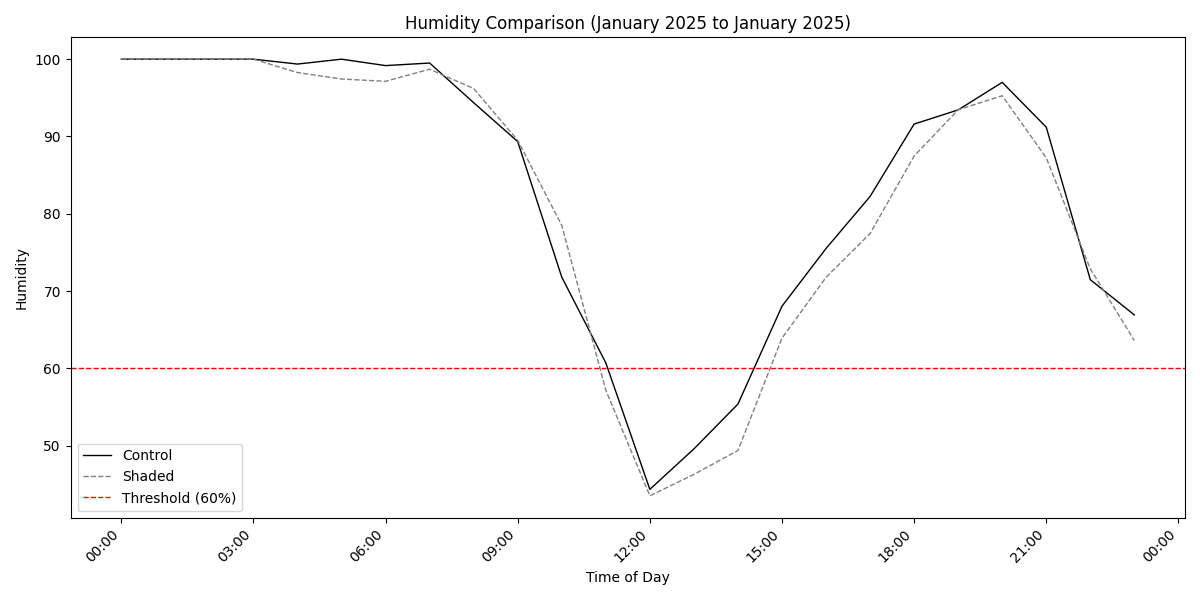 Humidity Comparison (January 2025 to January 2025)
Humidity
100
90
80
70
60
50
Control
Shaded
Threshold (60%)
00:00
03:00
06:00
09:00
12:00
15:00
18:00
21:00
00:00
Time of Day